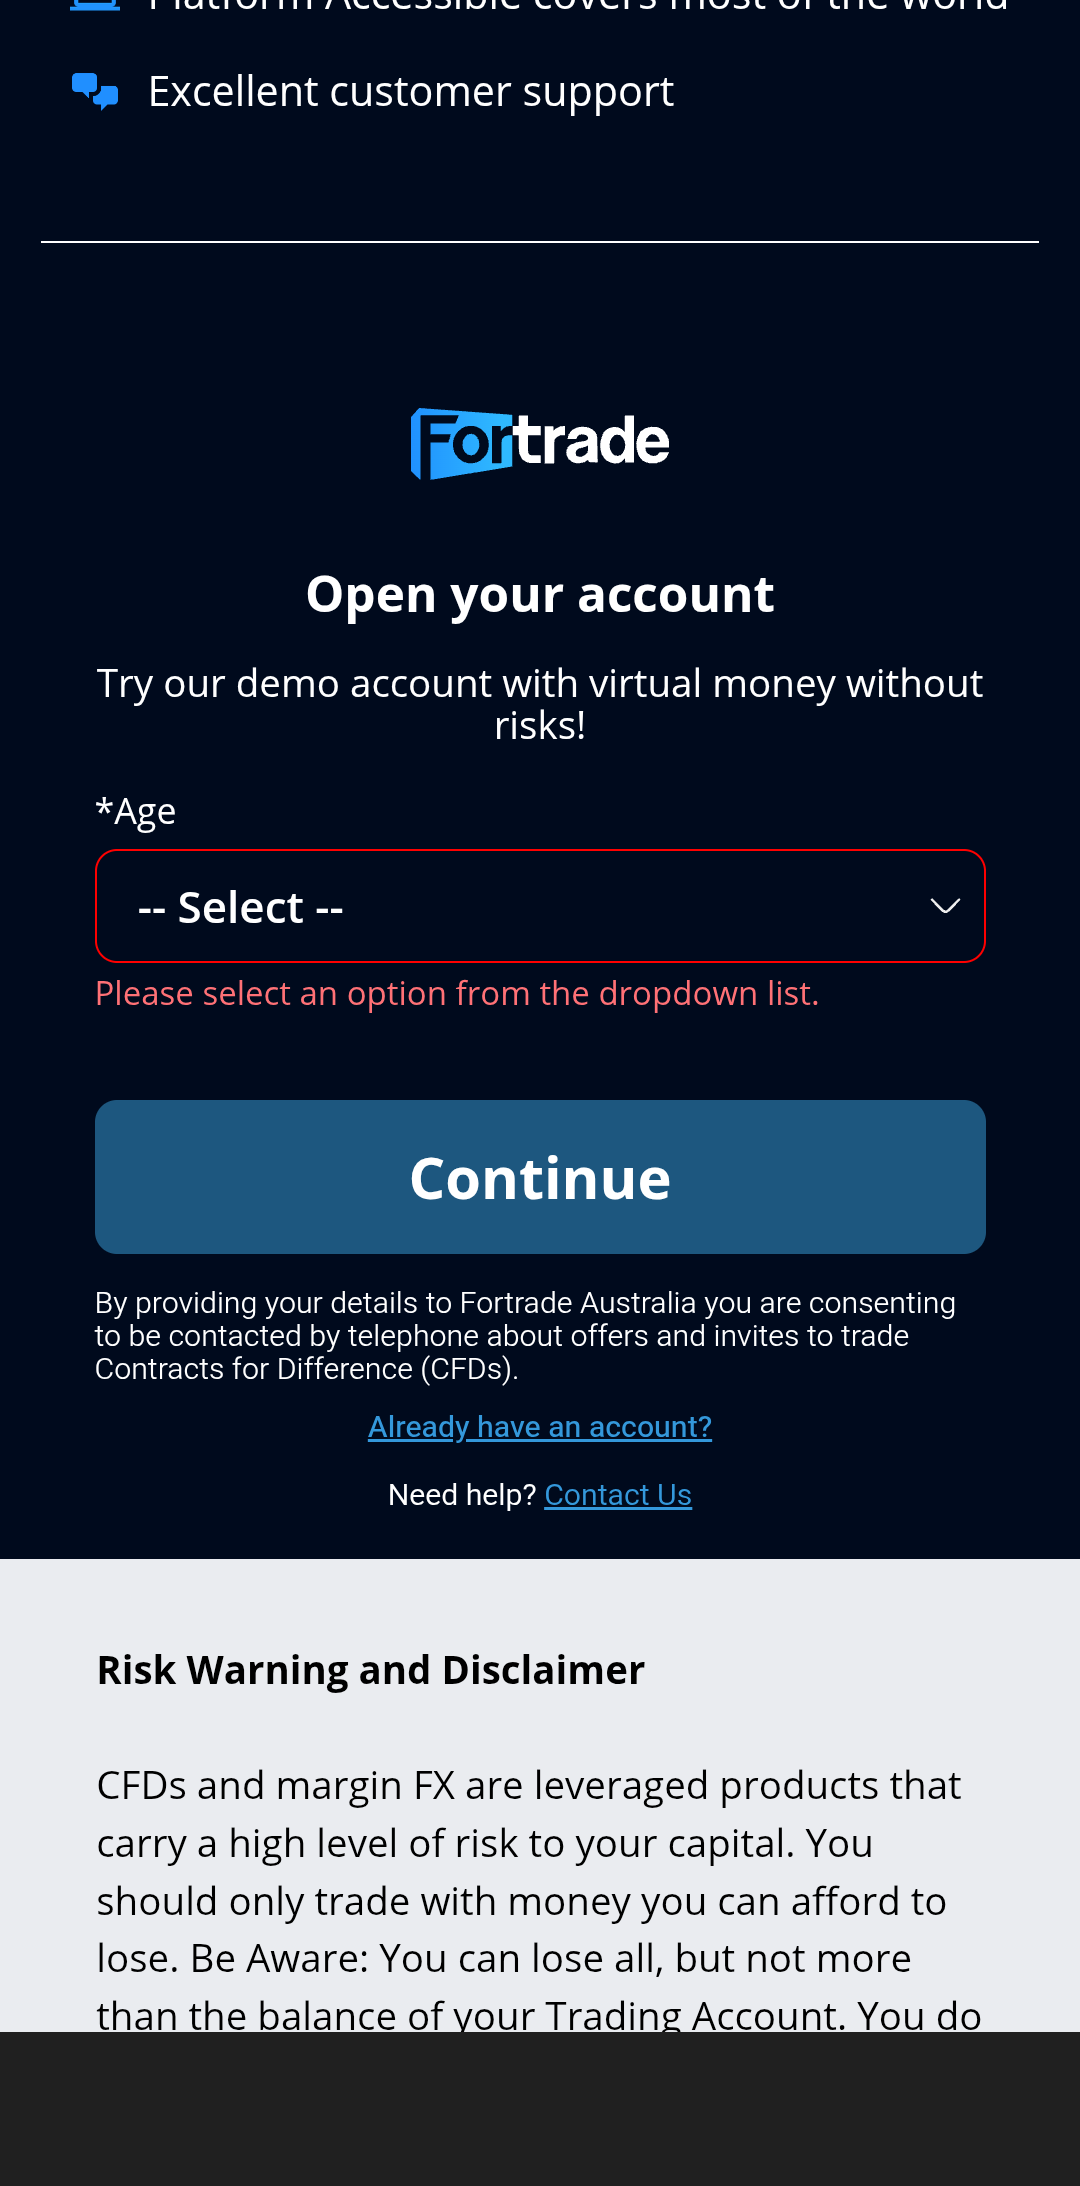 Platform Accessible covers most of the world
Excellent customer support
Fortrade
Open your account
Try our demo account with virtual money without
risks!
*Age
-- Select --
Please select an option from the dropdown list.
Continue
By providing your details to Fortrade Australia you are consenting
to be contacted by telephone about offers and invites to trade
Contracts for Difference (CFDs).
Already have an account?
Need help? Contact Us
Risk Warning and Disclaimer
CFDs and margin FX are leveraged products that
carry a high level of risk to your capital. You
should only trade with money you can afford to
lose. Be Aware: You can lose all, but not more
than the balance of your Trading Account. You do